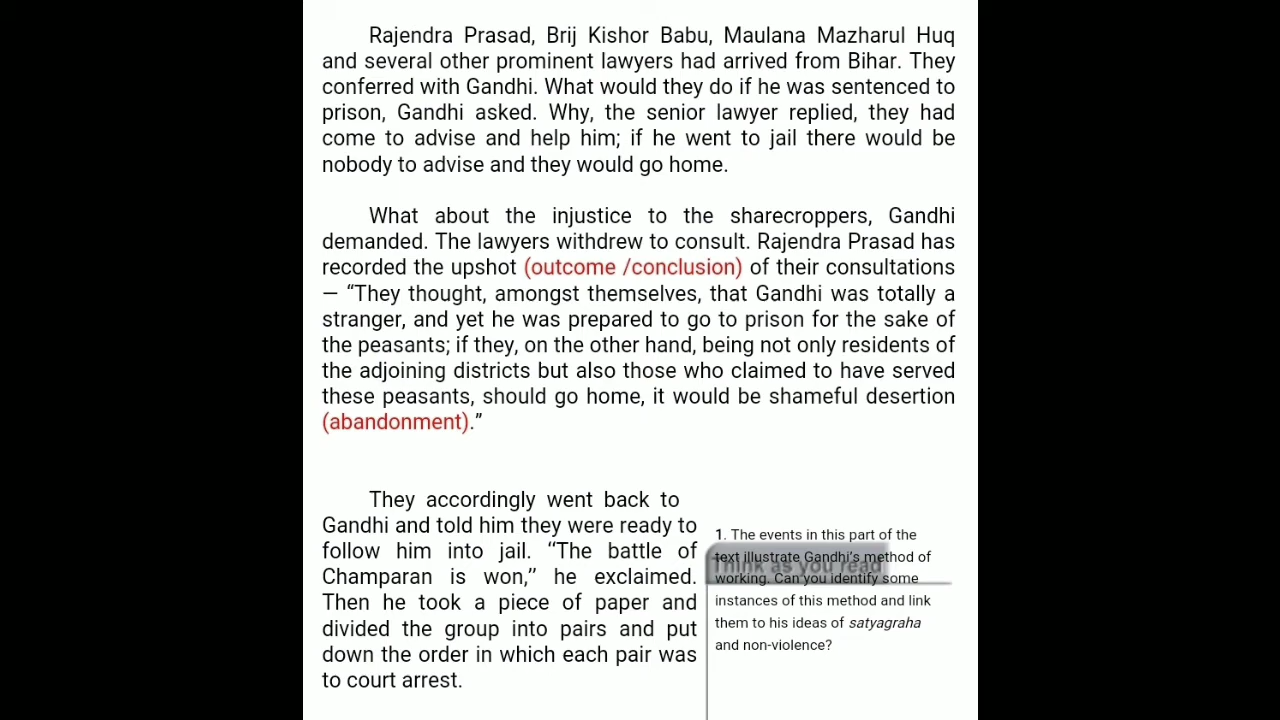 Rajendra Prasad, Brij Kishor Babu, Maulana Mazharul Huq
and several other prominent lawyers had arrived from Bihar. They
conferred with Gandhi. What would they do if he was sentenced to
prison, Gandhi asked. Why, the senior lawyer replied, they had
come to advise and help him; if he went to jail there would be
nobody to advise and they would go home.
What about the injustice to the sharecroppers, Gandhi
demanded. The lawyers withdrew to consult. Rajendra Prasad has
recorded the upshot (outcome /conclusion) of their consultations
— “They thought, amongst themselves, that Gandhi was totally a
stranger, and yet he was prepared to go to prison for the sake of
the peasants; if they, on the other hand, being not only residents of
the adjoining districts but also those who claimed to have served
these peasants, should go home, it would be shameful desertion
(abandonment).”
They accordingly went back to
Gandhi and told him they were ready to
follow him into jail. “The battle of
Champaran is won,” he exclaimed.
Then he took a piece of paper and
divided the group into pairs and put
down the order in which each pair was
to court arrest.
Think as you read
1. The events in this part of the
text illustrate Gandhi’s method of
working. Can you identify some
instances of this method and link
them to his ideas of satyagraha
and non-violence?